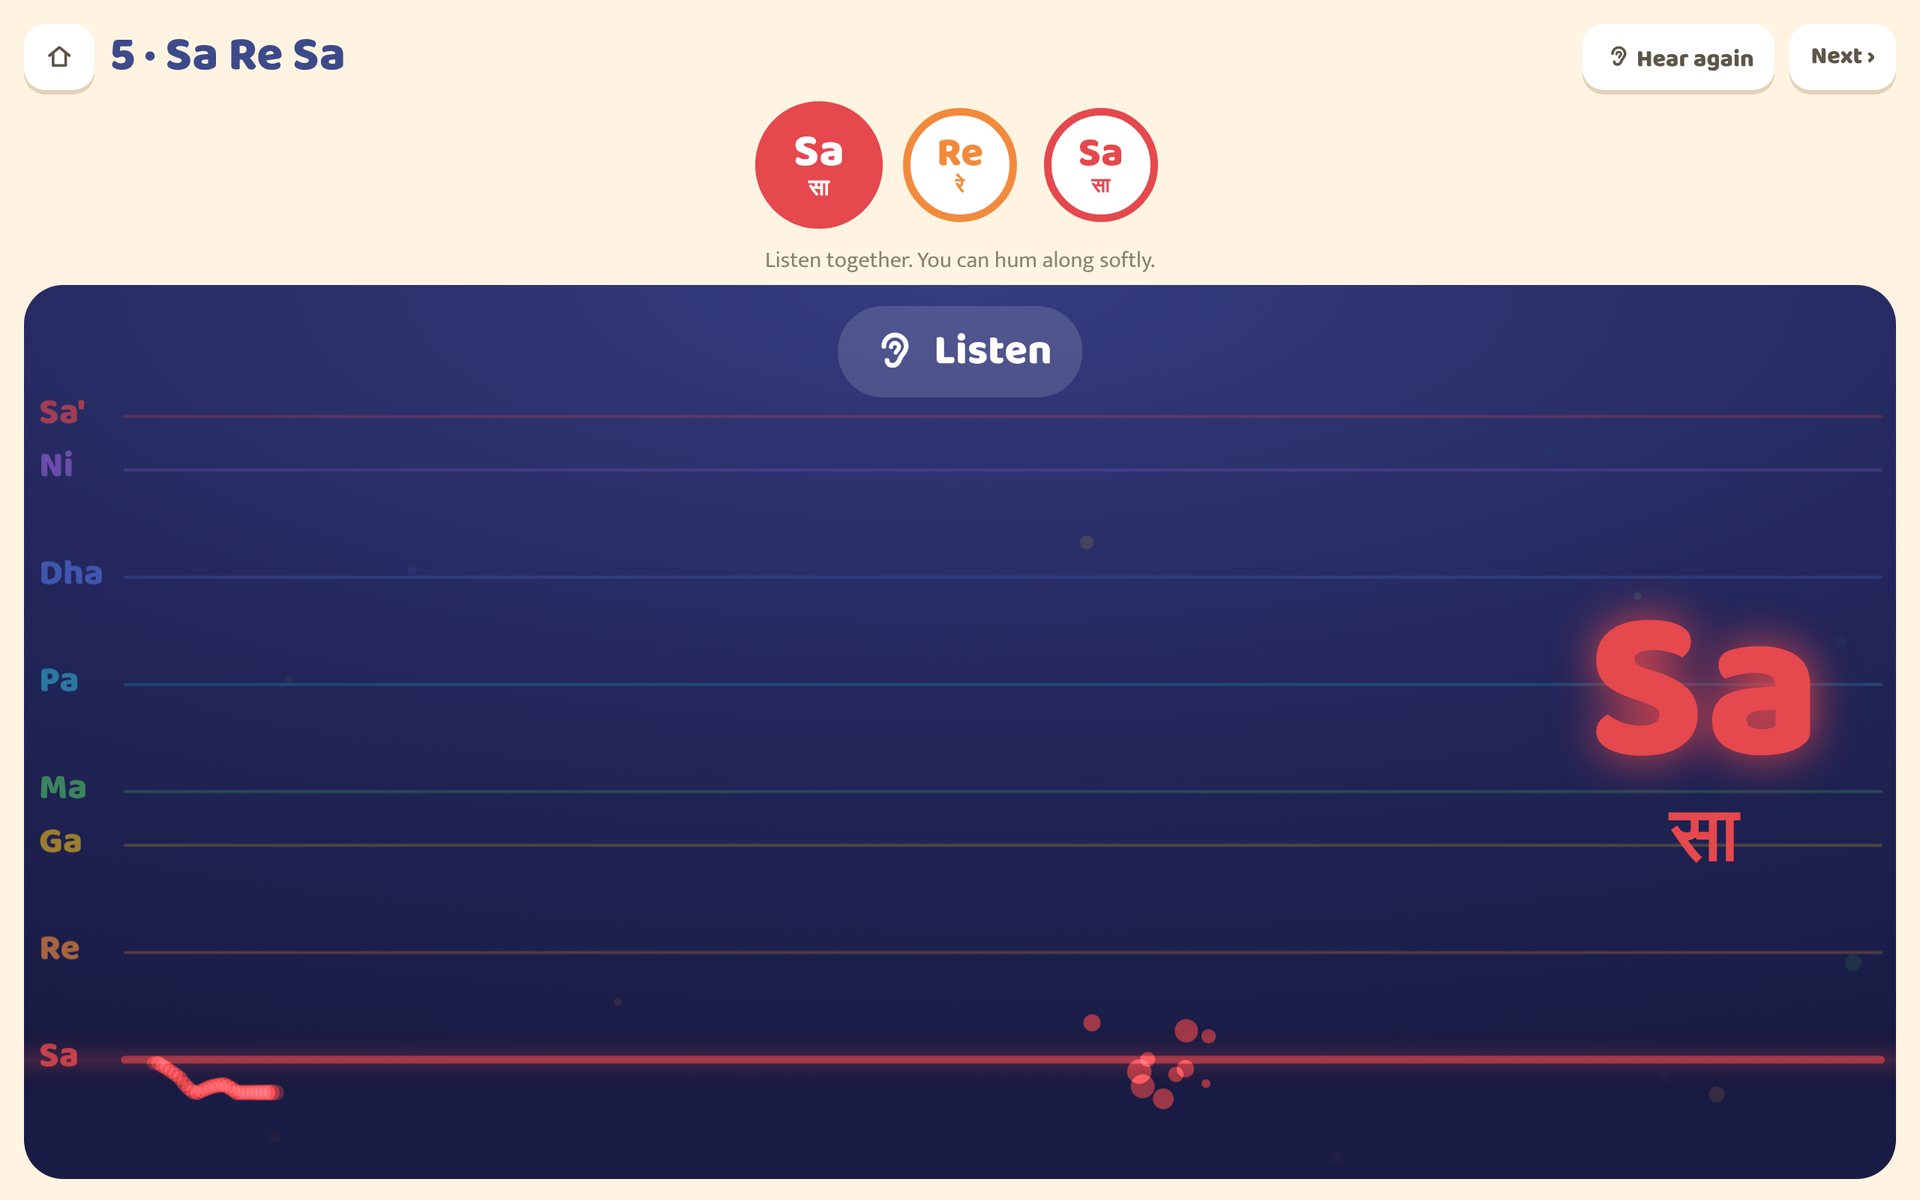 5 · Sa Re Sa
Hear again
Next ›
Sa
सा
Re
रे
Sa
सा
Listen together. You can hum along softly.
Listen
Sa'
Ni
Dha
Pa
Ma
Ga
Re
Sa
Sa
सा